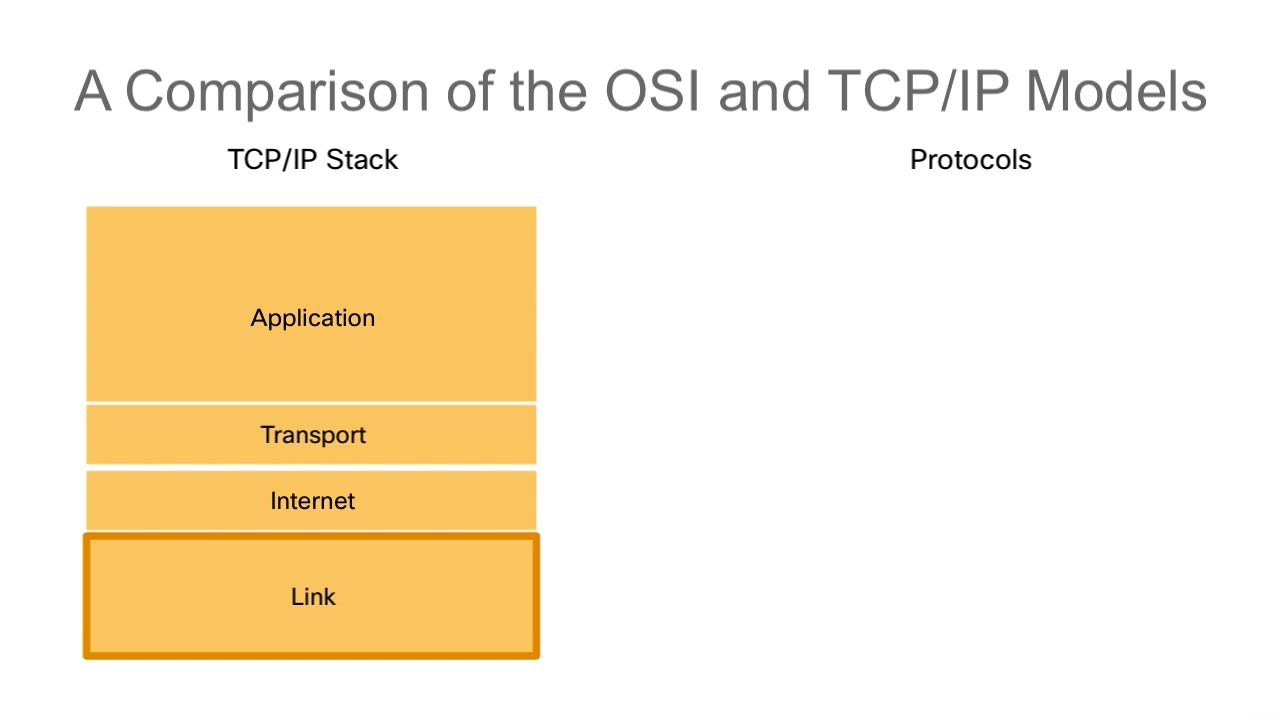 A Comparison of the OSI and TCP/IP Models
TCP/IP Stack
Protocols
Application
Transport
Internet
Link